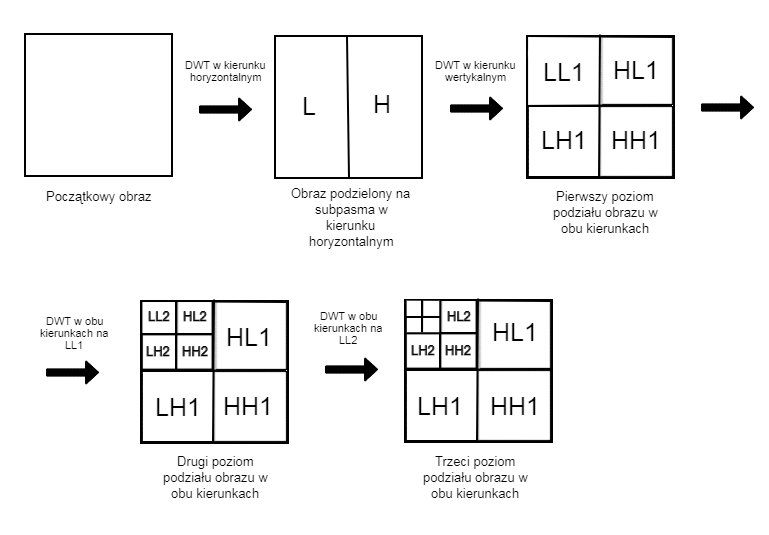 DWT w kierunku
horyzontalnym
DWT w kierunku
wertykalnym
L
H
LL1
HL1
LH1
HH1
Początkowy obraz
Obraz podzielony na
subpasma w
kierunku
horyzontalnym
Pierwszy poziom
podziału obrazu w
obu kierunkach
DWT w obu
kierunkach na
LL1
LL2
HL2
LH2
HH2
HL1
LH1
HH1
DWT w obu
kierunkach na
LL2
HL2
LH2
HH2
HL1
LH1
HH1
Drugi poziom
podziału obrazu w
obu kierunkach
Trzeci poziom
podziału obrazu w
obu kierunkach